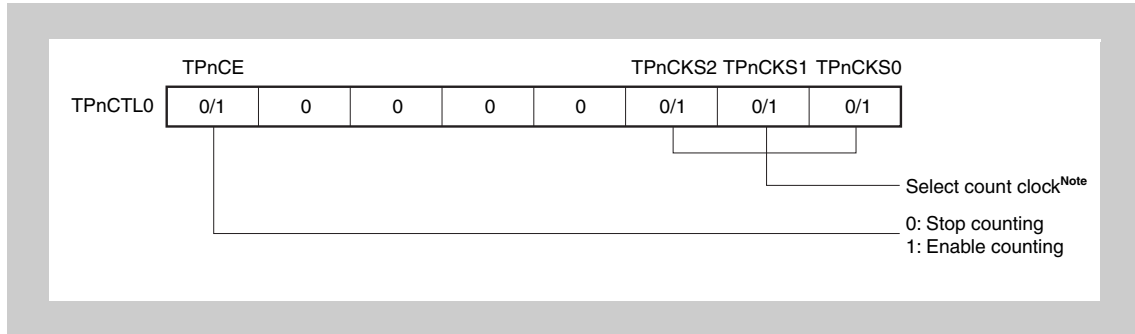 TPnCE TPnCKS2 TPnCKS1 TPnCKS0
TPnCTL0 0/1 0 0 0 0 0/1 0/1 0/1
Select count clockNote
0: Stop counting
1: Enable counting